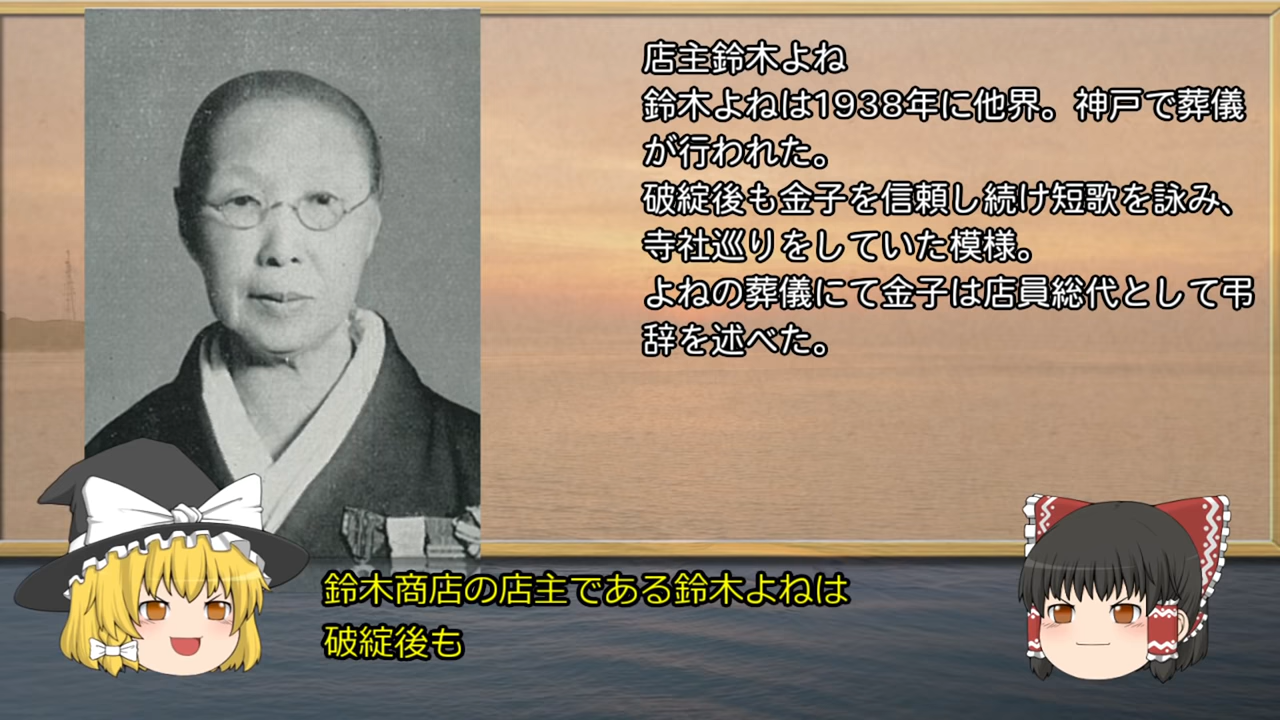 店主鈴木よね
鈴木よねは1938年に他界。神戸で葬儀
が行われた。
破綻後も金子を信頼し続け短歌を詠み、
寺社巡りをしていた模様。
よねの葬儀にて金子は店員総代として弔
辞を述べた。
鈴木商店の店主である鈴木よねは
破綻後も